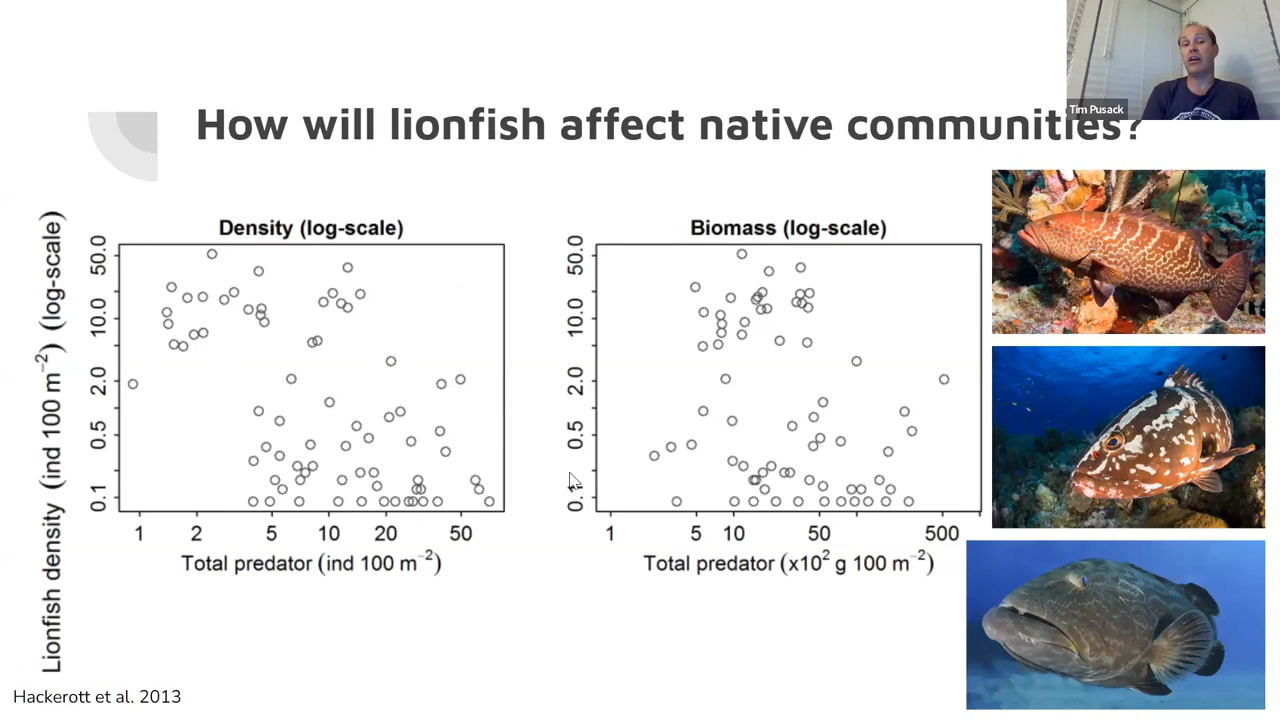 Tim Pusack
How will lionfish affect native communities?
Lionfish density (ind 100 m⁻²) (log-scale)
Density (log-scale)
50.0
10.0
2.0
0.5
0.1
1 2 5 10 20 50
Total predator (ind 100 m⁻²)
Biomass (log-scale)
50.0
10.0
2.0
0.5
1 5 10 50 500
Total predator (x10² g 100 m⁻²)
Hackerott et al. 2013